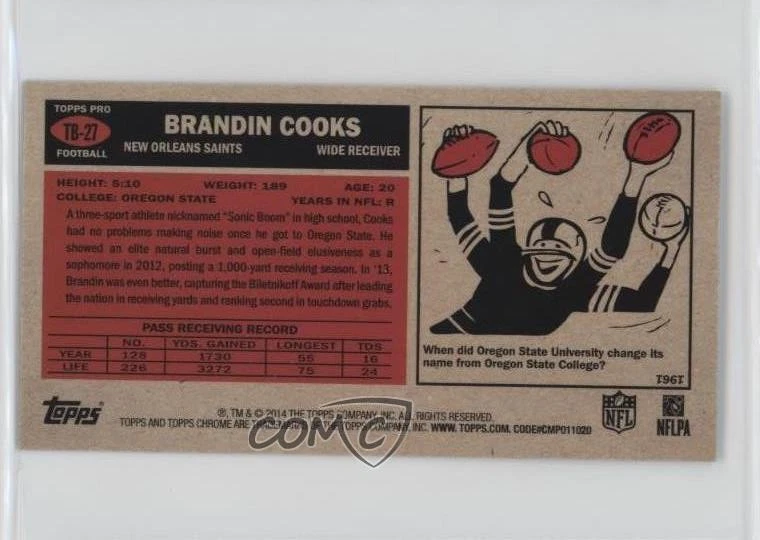 TOPPS PRO
TB-27
FOOTBALL
BRANDIN COOKS
NEW ORLEANS SAINTS WIDE RECEIVER
HEIGHT: 5:10 WEIGHT: 189 AGE: 20
COLLEGE: OREGON STATE YEARS IN NFL: R
A three-sport athlete nicknamed "Sonic Boom" in high school, Cooks
had no problems making noise once he got to Oregon State. He
showed an elite natural burst and open-field elusiveness as a
sophomore in 2012, posting a 1,000-yard receiving season. In '13,
Brandin was even better, capturing the Biletnikoff Award after leading
the nation in receiving yards and ranking second in touchdown grabs.
PASS RECEIVING RECORD
NO. YDS. GAINED LONGEST TDS
YEAR 128 1730 55 16
LIFE 226 3272 75 24
When did Oregon State University change its
name from Oregon State College?
1961
topps
®, TM & © 2014 THE TOPPS COMPANY, INC. ALL RIGHTS RESERVED.
TOPPS AND TOPPS CHROME ARE TRADEMARKS OF THE TOPPS COMPANY, INC. WWW.TOPPS.COM. CODE#CMP011020
NFL
NFLPA
COMC